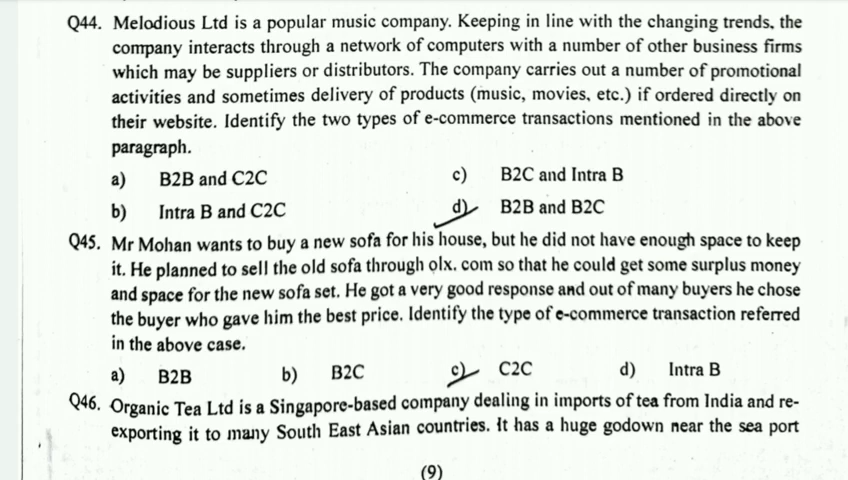 Q44. Melodious Ltd is a popular music company. Keeping in line with the changing trends, the
company interacts through a network of computers with a number of other business firms
which may be suppliers or distributors. The company carries out a number of promotional
activities and sometimes delivery of products (music, movies, etc.) if ordered directly on
their website. Identify the two types of e-commerce transactions mentioned in the above
paragraph.
a) B2B and C2C c) B2C and Intra B
b) Intra B and C2C d) B2B and B2C
Q45. Mr Mohan wants to buy a new sofa for his house, but he did not have enough space to keep
it. He planned to sell the old sofa through olx. com so that he could get some surplus money
and space for the new sofa set. He got a very good response and out of many buyers he chose
the buyer who gave him the best price. Identify the type of e-commerce transaction referred
in the above case.
a) B2B b) B2C c) C2C d) Intra B
Q46. Organic Tea Ltd is a Singapore-based company dealing in imports of tea from India and re-
exporting it to many South East Asian countries. It has a huge godown near the sea port
(9)